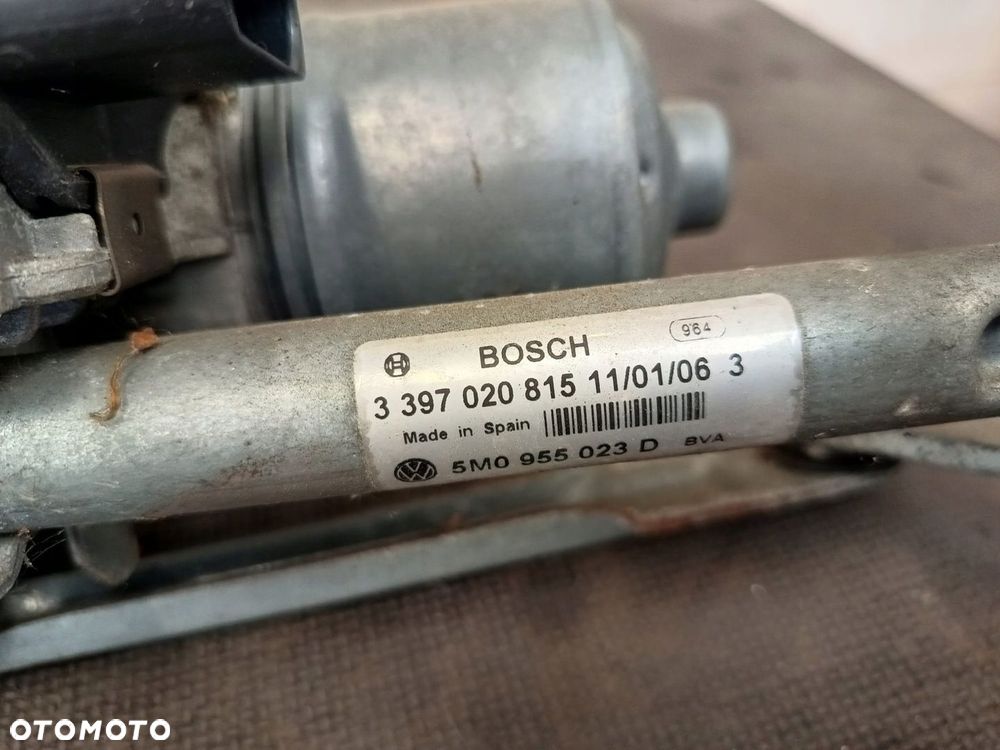 964
BOSCH
3 397 020 815 11/01/06 3
Made in Spain
5M0 955 023 D BVA
OTOMOTO